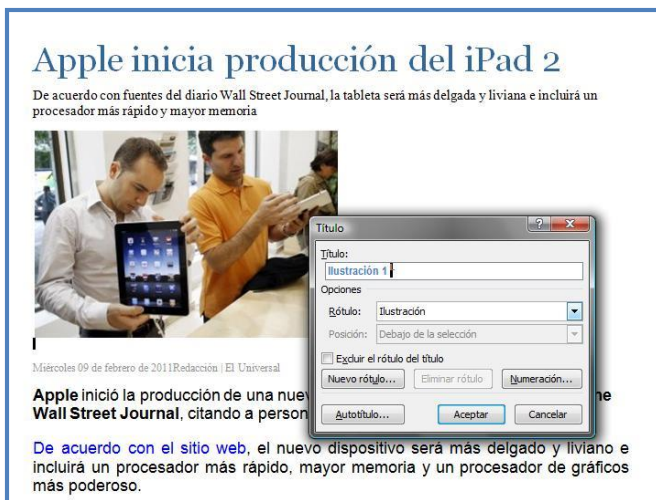 Apple inicia producción del iPad 2
De acuerdo con fuentes del diario Wall Street Journal, la tableta será más delgada y liviana e incluirá un
procesador más rápido y mayor memoria
Título
Título:
Ilustración 1
Opciones
Rótulo: Ilustración
Posición: Debajo de la selección
Excluir el rótulo del título
Nuevo rótulo... Eliminar rótulo Numeración...
Autotítulo... Aceptar Cancelar
Miércoles 09 de febrero de 2011Redacción | El Universal
Apple inició la producción de una nue
Wall Street Journal, citando a person
De acuerdo con el sitio web, el nuevo dispositivo será más delgado y liviano e
incluirá un procesador más rápido, mayor memoria y un procesador de gráficos
más poderoso.